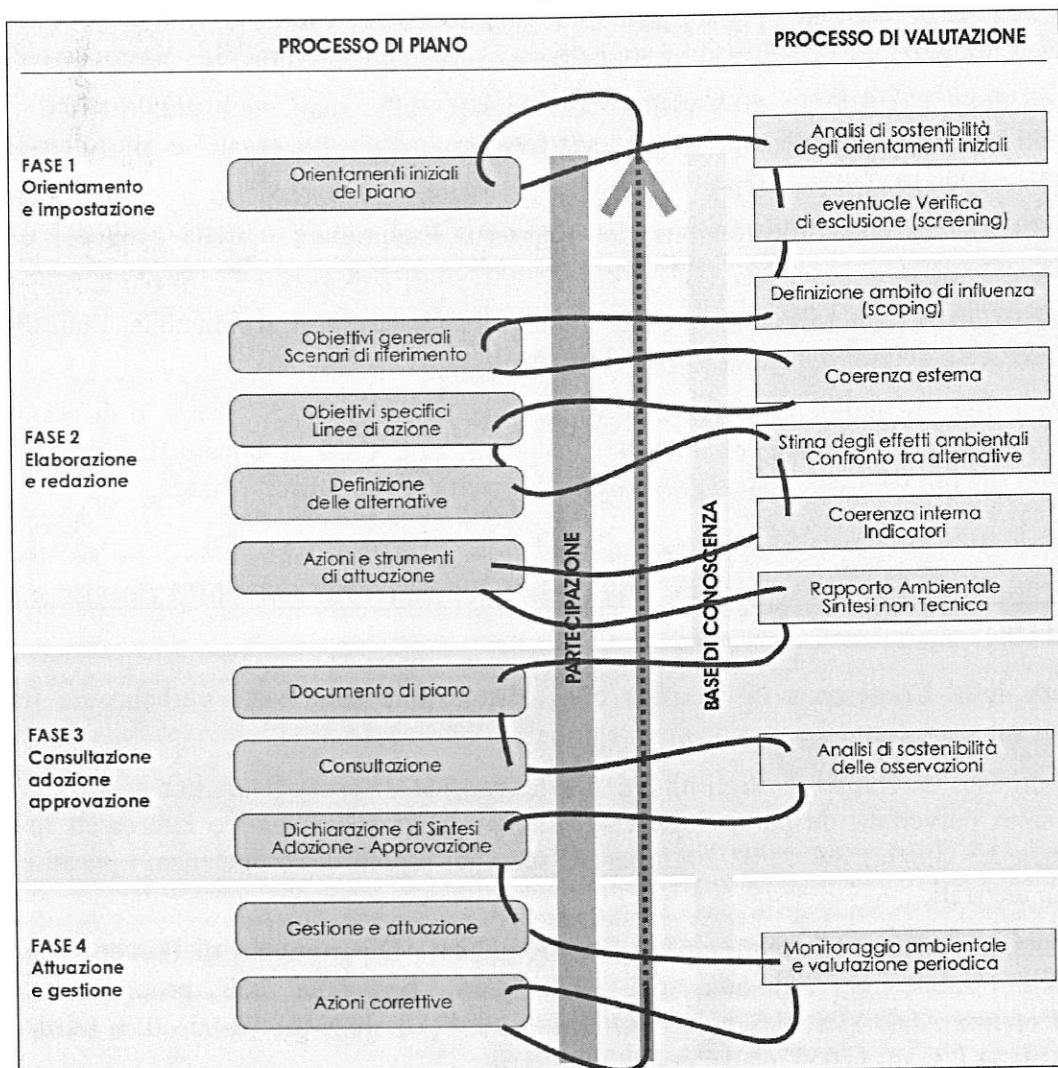 PROCESSO DI PIANO
PROCESSO DI VALUTAZIONE
FASE 1
Orientamento
e impostazione
Orientamenti iniziali
del piano
Analisi di sostenibilità
degli orientamenti iniziali
eventuale Verifica
di esclusione (screening)
FASE 2
Elaborazione
e redazione
Obiettivi generali
Scenari di riferimento
Obiettivi specifici
Linee di azione
Definizione
delle alternative
Azioni e strumenti
di attuazione
Definizione ambito di influenza
(scoping)
Coerenza esterna
Stima degli effetti ambientali
Confronto tra alternative
Coerenza interna
Indicatori
Rapporto Ambientale
Sintesi non Tecnica
PARTECIPAZIONE
BASE DI CONOSCENZA
FASE 3
Consultazione
adozione
approvazione
Documento di piano
Consultazione
Dichiarazione di Sintesi
Adozione - Approvazione
Analisi di sostenibilità
delle osservazioni
FASE 4
Attuazione
e gestione
Gestione e attuazione
Azioni correttive
Monitoraggio ambientale
e valutazione periodica